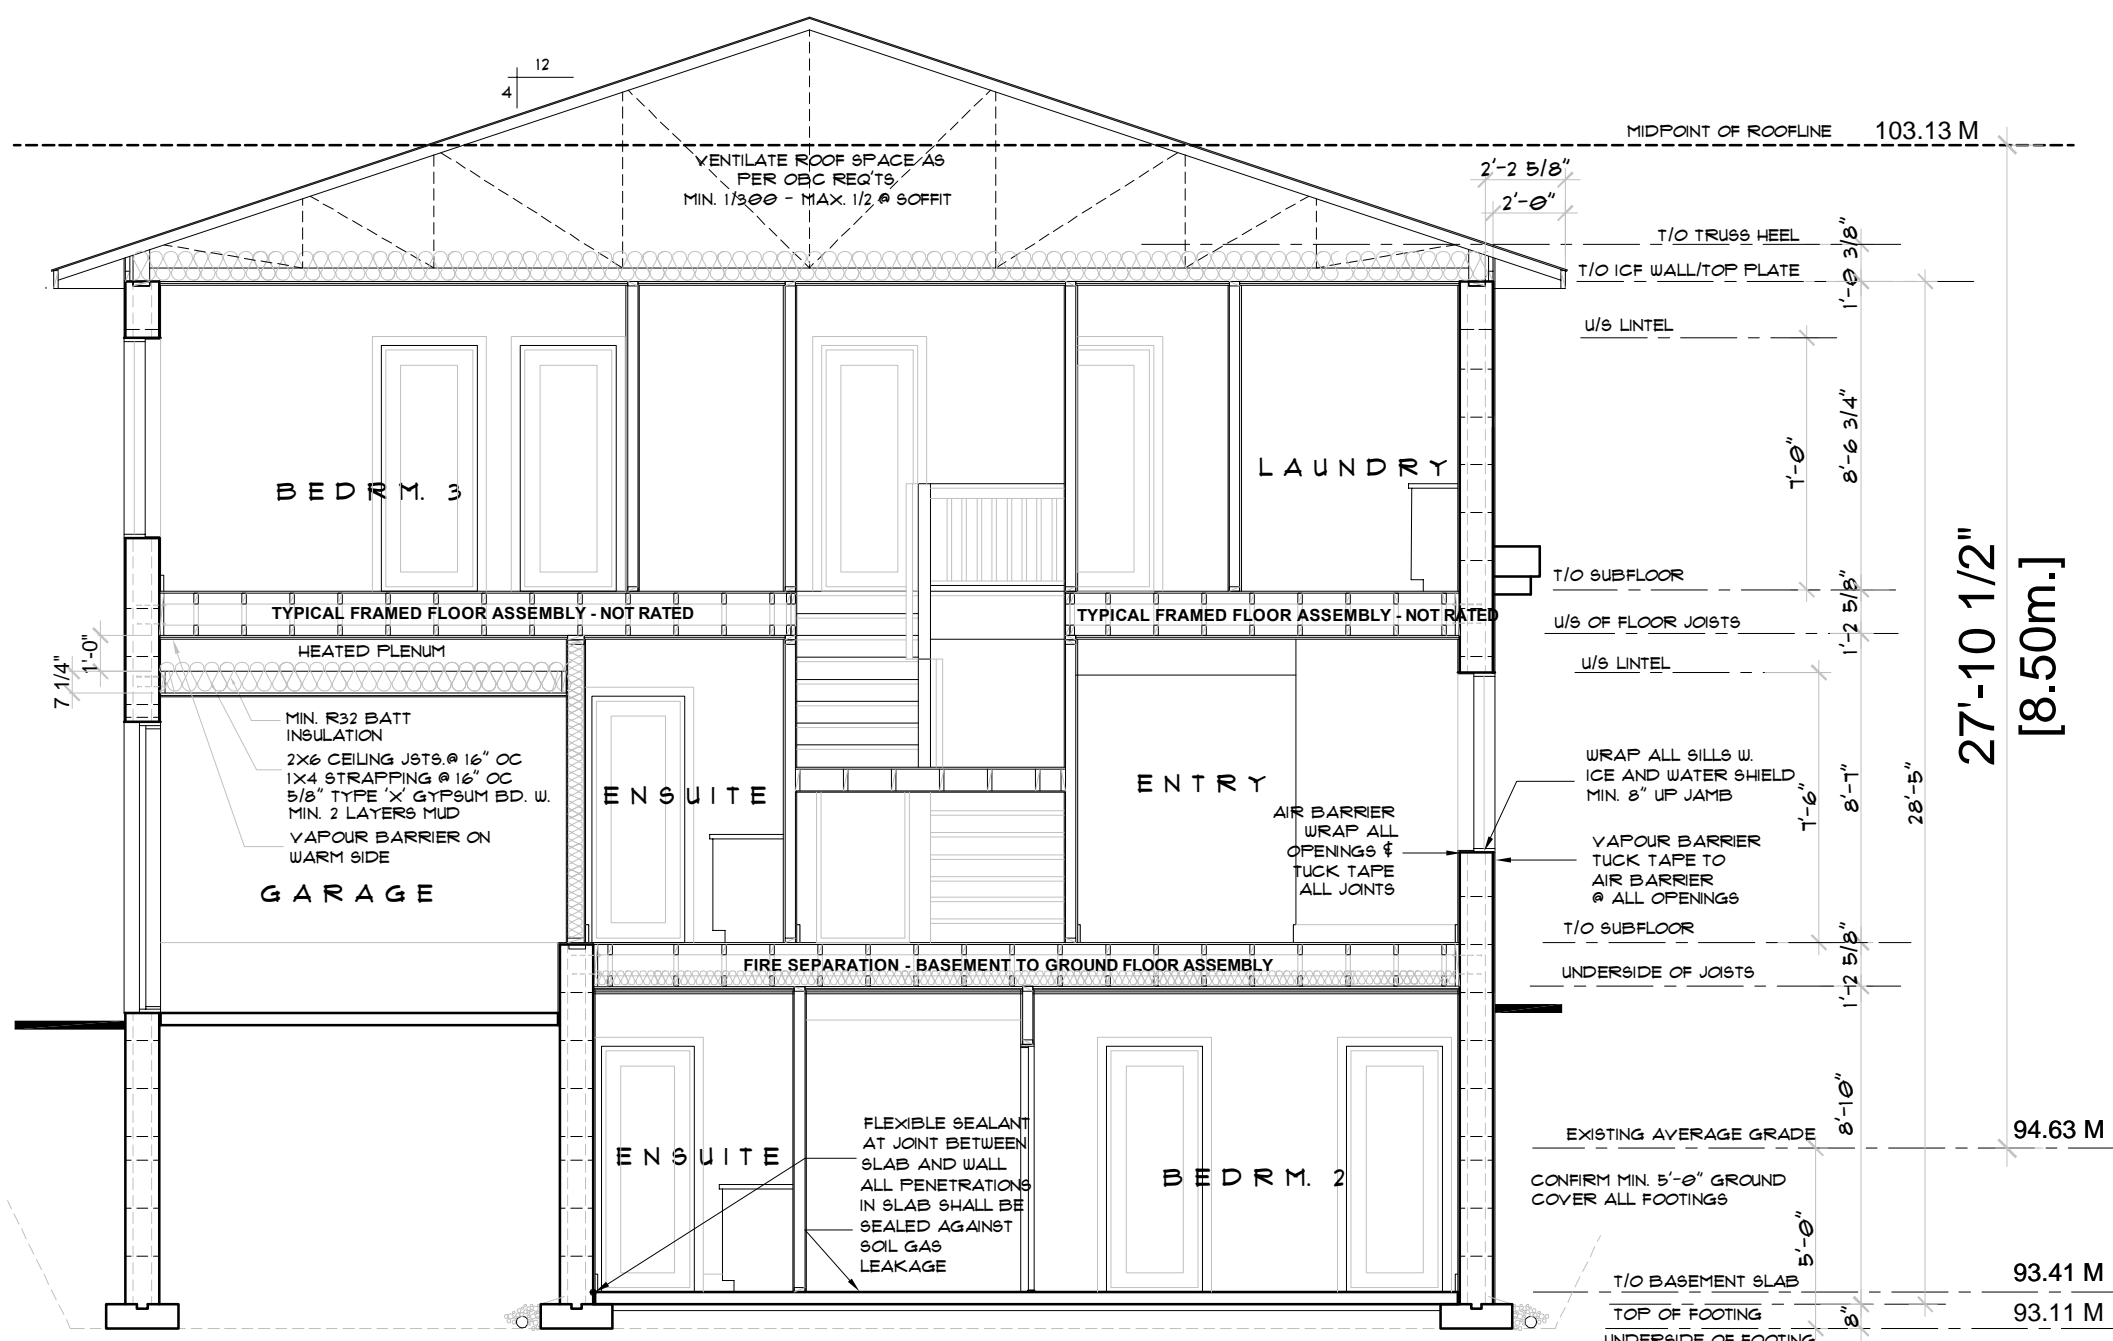 12
4
MIDPOINT OF ROOFLINE 103.13 M
VENTILATE ROOF SPACE AS
PER OBC REQ'TS
MIN. 1/300 - MAX. 1/2 @ SOFFIT
2'-2 5/8"
2'-0"
T/O TRUSS HEEL
1'-0 3/8"
T/O ICF WALL/TOP PLATE
U/S LINTEL
7'-0"
8'-6 3/4"
LAUNDRY
BEDRM. 3
T/O SUBFLOOR
TYPICAL FRAMED FLOOR ASSEMBLY - NOT RATED
TYPICAL FRAMED FLOOR ASSEMBLY - NOT RATED
1'-2 5/8"
U/S OF FLOOR JOISTS
HEATED PLENUM
1'-0"
7 1/4"
U/S LINTEL
27'-10 1/2"
[8.50m.]
MIN. R32 BATT
INSULATION
2X6 CEILING JSTS.@ 16" OC
1X4 STRAPPING @ 16" OC
5/8" TYPE 'X' GYPSUM BD. W.
MIN. 2 LAYERS MUD
VAPOUR BARRIER ON
WARM SIDE
GARAGE
ENSUITE
ENTRY
AIR BARRIER
WRAP ALL
OPENINGS &
TUCK TAPE
ALL JOINTS
WRAP ALL SILLS W.
ICE AND WATER SHIELD
MIN. 8" UP JAMB
VAPOUR BARRIER
TUCK TAPE TO
AIR BARRIER
@ ALL OPENINGS
7'-6"
8'-7"
28'-5"
T/O SUBFLOOR
FIRE SEPARATION - BASEMENT TO GROUND FLOOR ASSEMBLY
1'-2 5/8"
UNDERSIDE OF JOISTS
8'-10"
EXISTING AVERAGE GRADE 94.63 M
CONFIRM MIN. 5'-0" GROUND
COVER ALL FOOTINGS
ENSUITE
FLEXIBLE SEALANT
AT JOINT BETWEEN
SLAB AND WALL
ALL PENETRATIONS
IN SLAB SHALL BE
SEALED AGAINST
SOIL GAS
LEAKAGE
BEDRM. 2
5'-0"
T/O BASEMENT SLAB 93.41 M
TOP OF FOOTING 93.11 M
8"
UNDERSIDE OF FOOTING